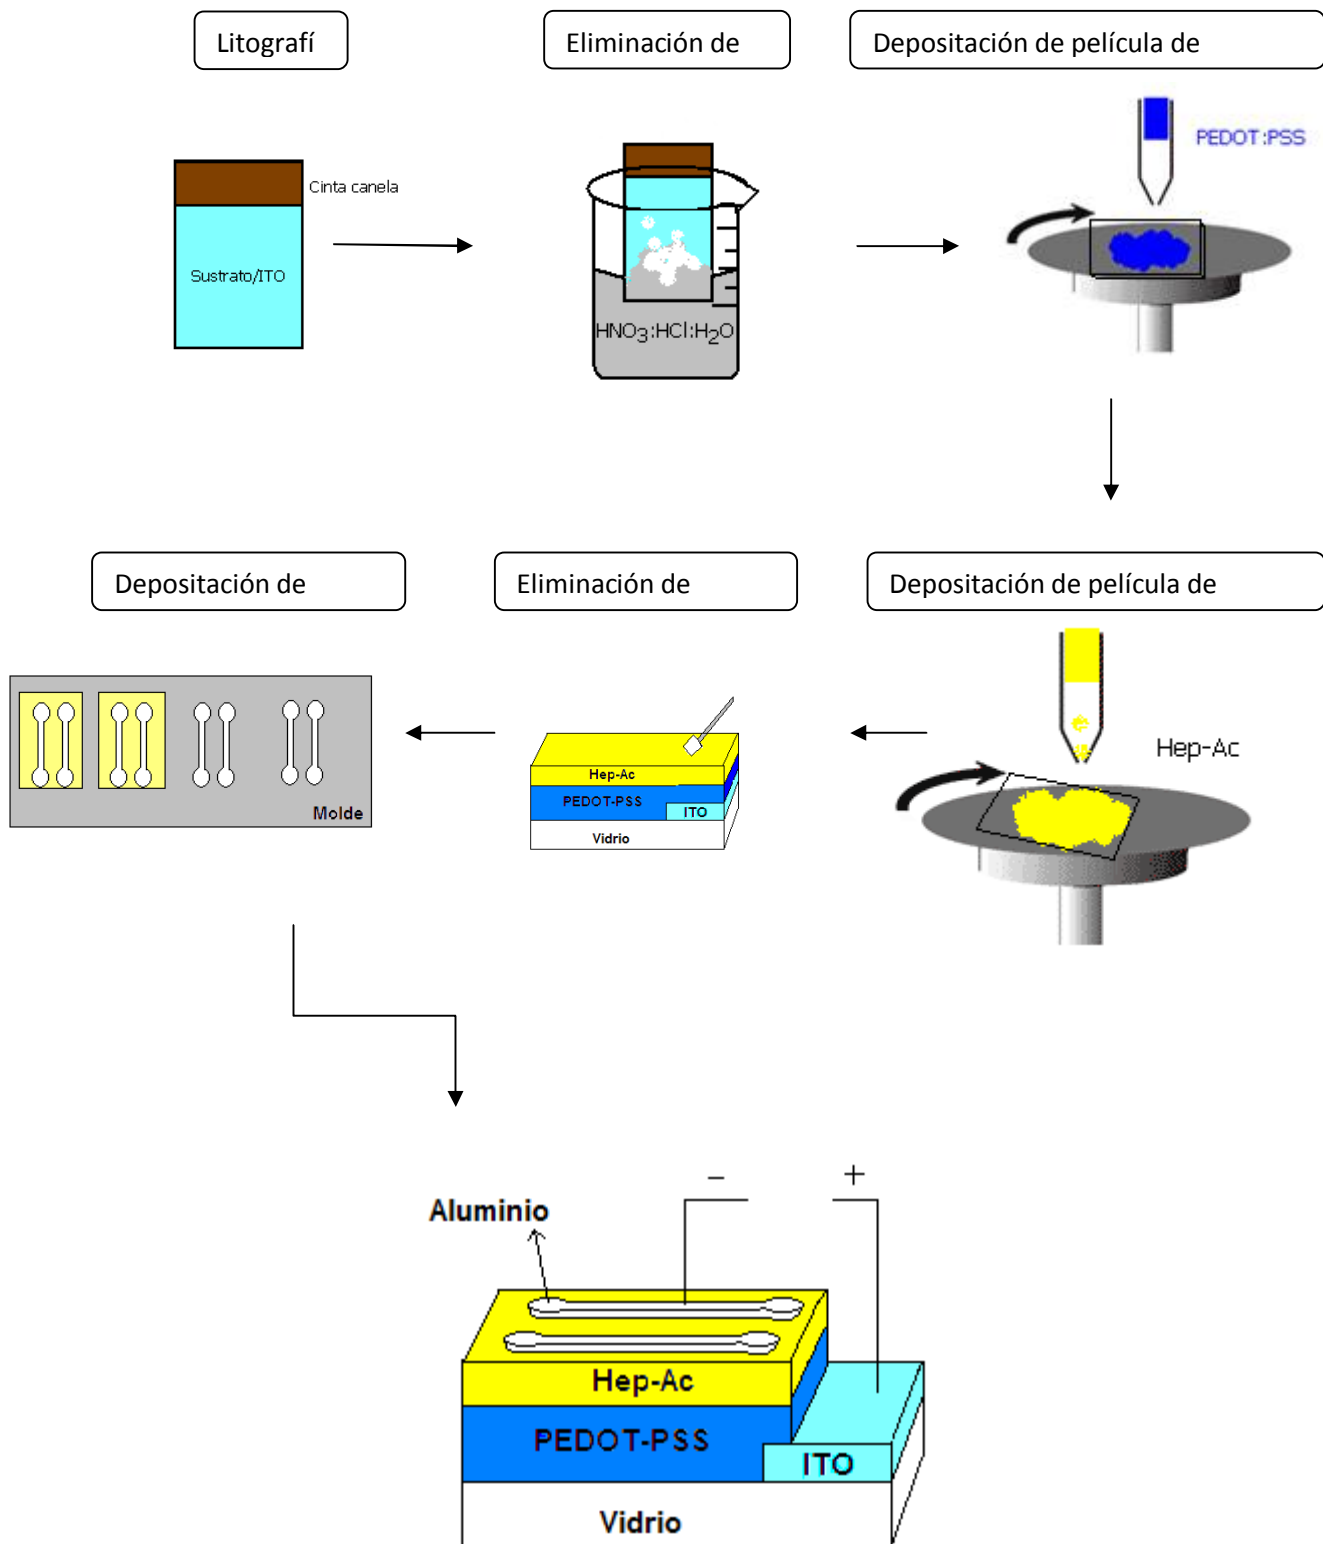 Litografí
Eliminación de
Depositación de película de
PEDOT:PSS
Cinta canela
Sustrato/ITO
HNO3:HCl:H2O
Depositación de
Eliminación de
Depositación de película de
Hep-Ac
Molde
Hep-Ac
PEDOT-PSS
ITO
Vidrio
− +
Aluminio
Hep-Ac
PEDOT-PSS
ITO
Vidrio